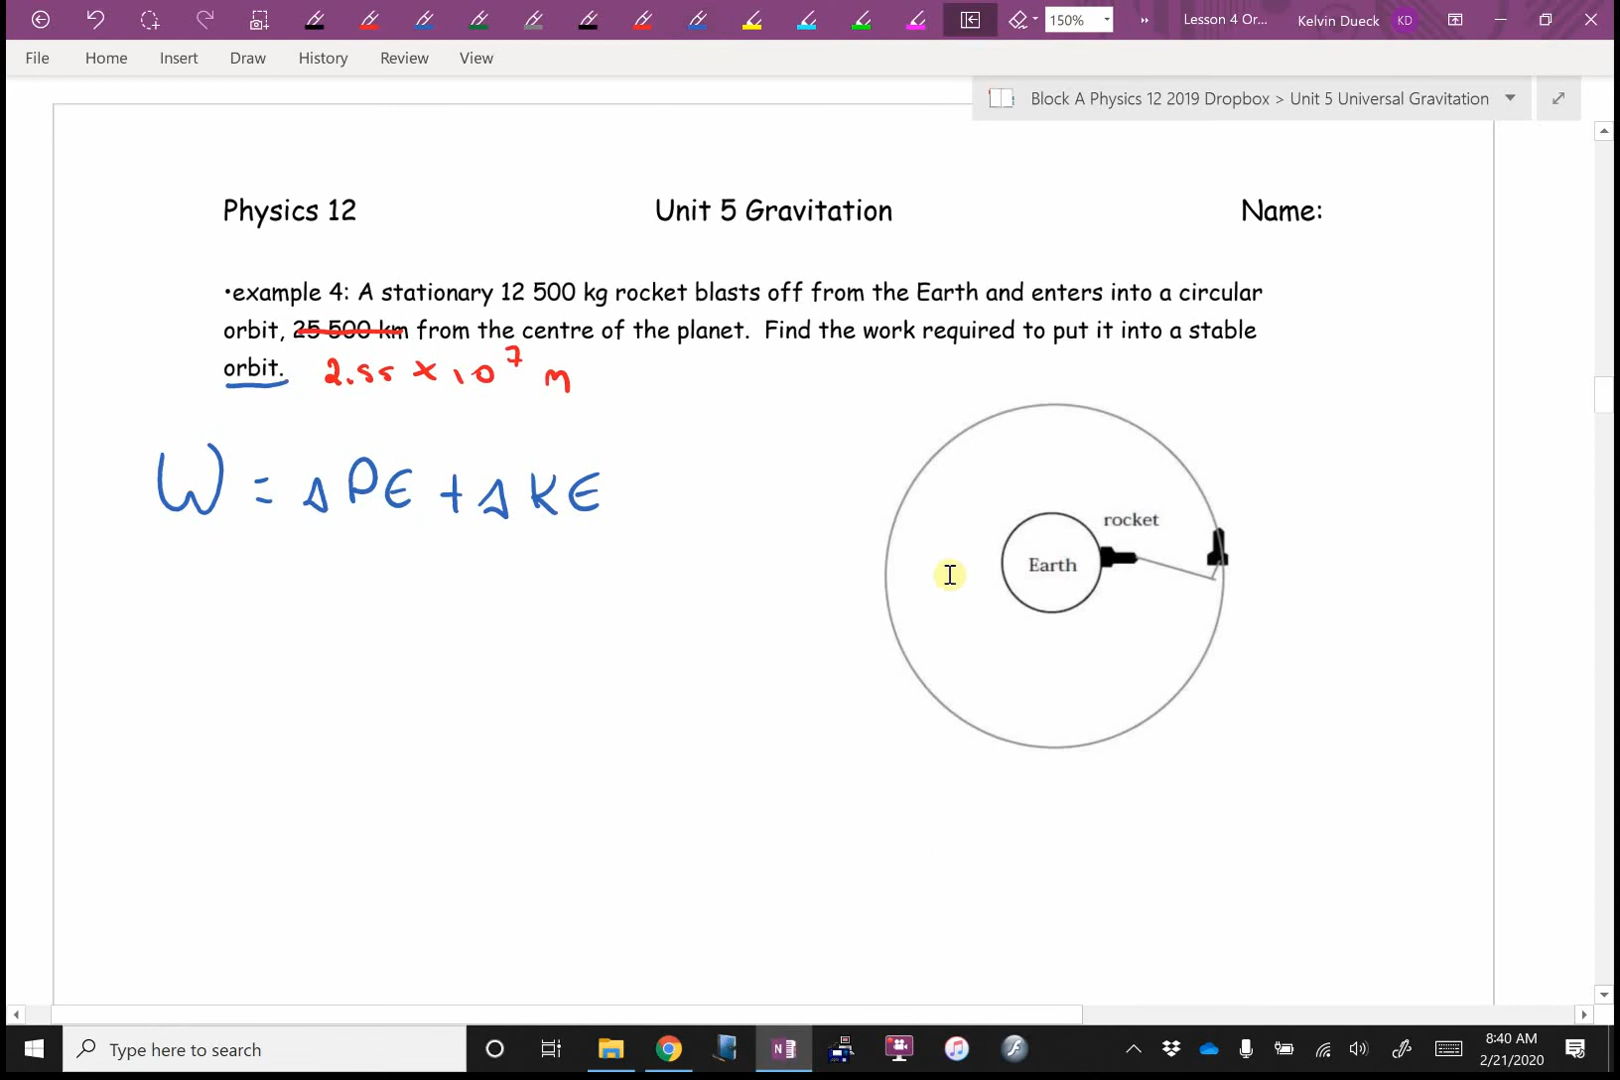 150%
Lesson 4 Or...
Kelvin Dueck
KD
File Home Insert Draw History Review View
Block A Physics 12 2019 Dropbox > Unit 5 Universal Gravitation
Physics 12 Unit 5 Gravitation Name:
•example 4: A stationary 12 500 kg rocket blasts off from the Earth and enters into a circular
orbit, 25 500 km from the centre of the planet. Find the work required to put it into a stable
orbit. 2.55 × 10⁷ m
W = Δ PE + Δ KE
rocket
Earth
Type here to search
N
8:40 AM
2/21/2020